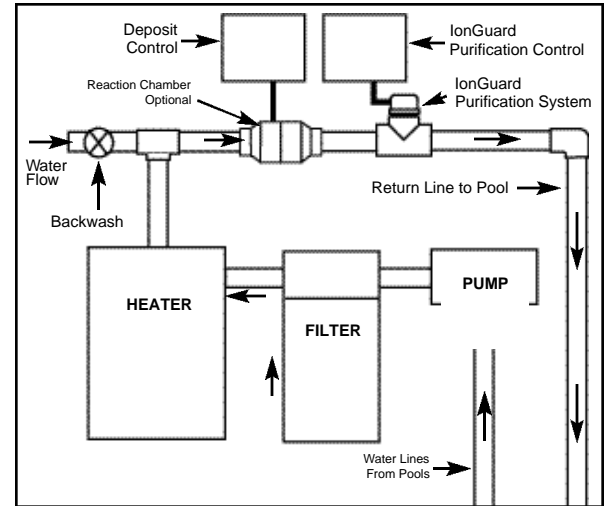 Deposit
Control
IonGuard
Purification Control
Reaction Chamber
Optional
IonGuard
Purification System
Water
Flow
Backwash
Return Line to Pool
HEATER
FILTER
PUMP
Water Lines
From Pools